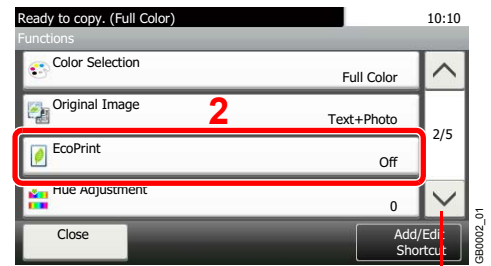 Ready to copy. (Full Color) 10:10
Functions
Color Selection
Full Color
Original Image
2
Text+Photo
2/5
EcoPrint
Off
Hue Adjustment
0
Close
Add/Edit
Shortcut
GB0002_01